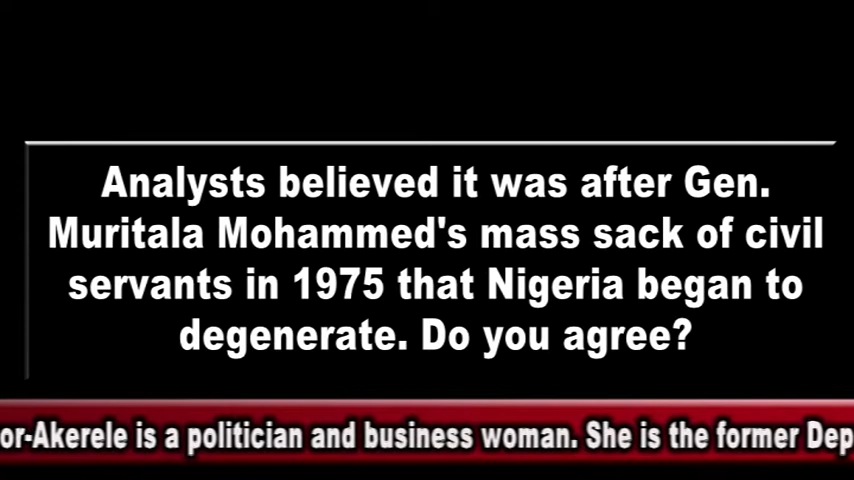 Analysts believed it was after Gen.
Muritala Mohammed's mass sack of civil
servants in 1975 that Nigeria began to
degenerate. Do you agree?
or-Akerele is a politician and business woman. She is the former Dep